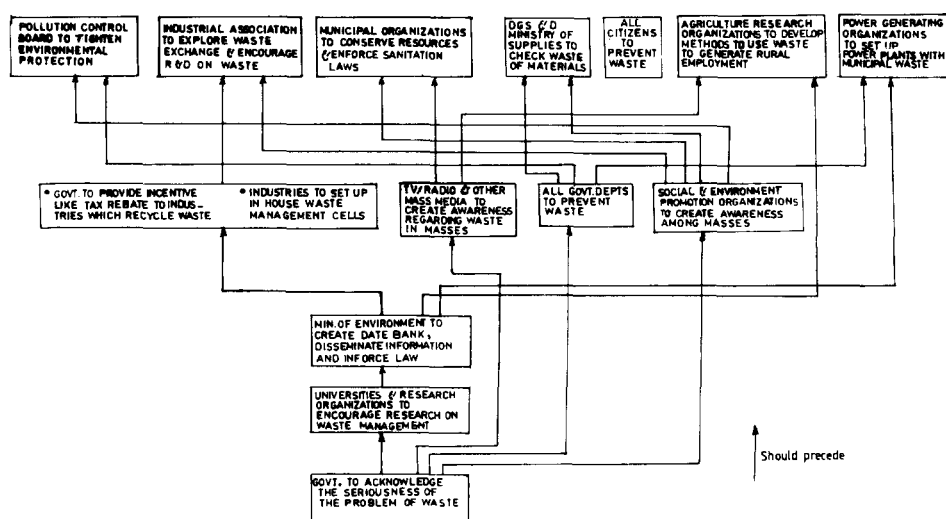 POLLUTION CONTROL
BOARD TO TIGHTEN
ENVIRONMENTAL
PROTECTION
INDUSTRIAL ASSOCIATION
TO EXPLORE WASTE
EXCHANGE & ENCOURAGE
R&D ON WASTE
MUNICIPAL ORGANIZATIONS
TO CONSERVE RESOURCES
& ENFORCE SANITATION
LAWS
DGS & D
MINISTRY OF
SUPPLIES TO
CHECK WASTE
OF MATERIALS
ALL
CITIZENS
TO
PREVENT
WASTE
AGRICULTURE RESEARCH
ORGANIZATIONS TO DEVELOP
METHODS TO USE WASTE
TO GENERATE RURAL
EMPLOYMENT
POWER GENERATING
ORGANIZATIONS
TO SET UP
POWER PLANTS WITH
MUNICIPAL WASTE
• GOVT. TO PROVIDE INCENTIVE
LIKE TAX REBATE TO INDUS-
TRIES WHICH RECYCLE WASTE
• INDUSTRIES TO SET UP
IN HOUSE WASTE
MANAGEMENT CELLS
TV/RADIO & OTHER
MASS MEDIA TO
CREATE AWARENESS
REGARDING WASTE
IN MASSES
ALL GOVT. DEPTS
TO PREVENT
WASTE
SOCIAL & ENVIRONMENT
PROMOTION ORGANIZATIONS
TO CREATE AWARENESS
AMONG MASSES
MIN. OF ENVIRONMENT TO
CREATE DATE BANK,
DISSEMINATE INFORMATION
AND INFORCE LAW
UNIVERSITIES & RESEARCH
ORGANIZATIONS TO
ENCOURAGE RESEARCH ON
WASTE MANAGEMENT
GOVT. TO ACKNOWLEDGE
THE SERIOUSNESS OF
THE PROBLEM OF WASTE
Should precede